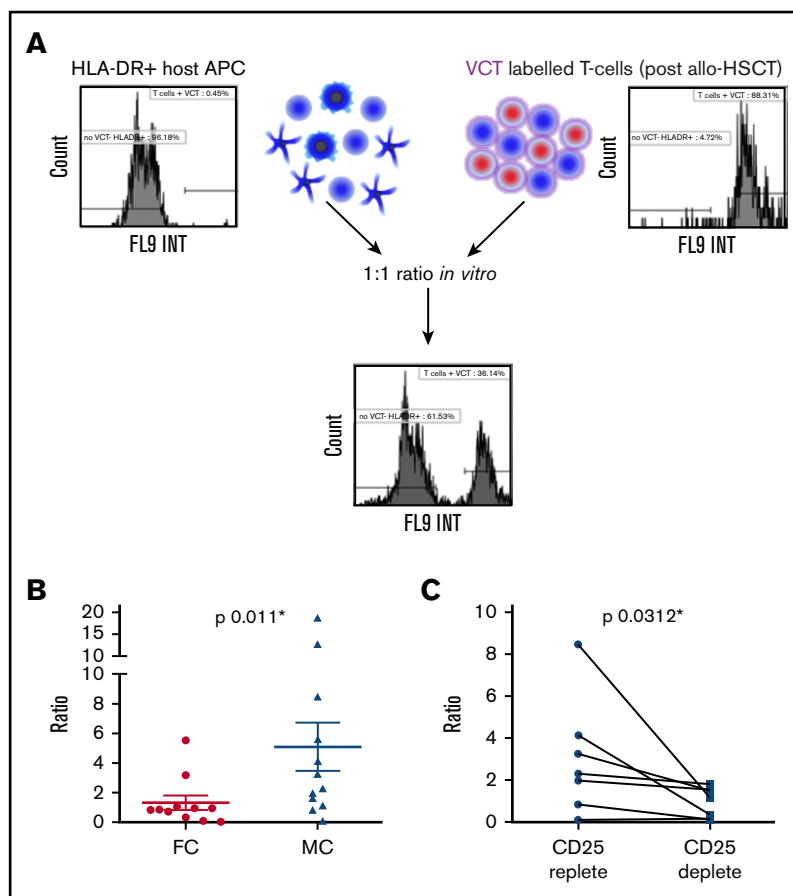 A
HLA-DR+ host APC
VCT labelled T-cells (post allo-HSCT)
T cells + VCT : 0.45%
no VCT- HLADR+ : 96.18%
Count
FL9 INT
T cells + VCT : 88.31%
no VCT- HLADR+ : 4.72%
Count
FL9 INT
1:1 ratio in vitro
T cells + VCT : 36.14%
no VCT- HLADR+ : 61.53%
Count
FL9 INT
B
p 0.011*
20
15
10
10
8
6
4
2
0
Ratio
FC
MC
C
p 0.0312*
10
8
6
4
2
0
Ratio
CD25
replete
CD25
deplete